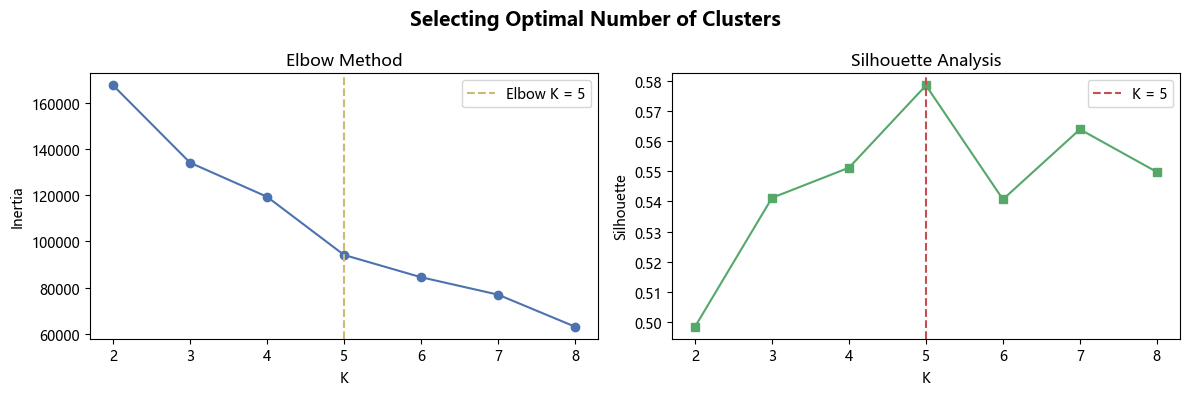 Selecting Optimal Number of Clusters
Elbow Method
Elbow K = 5
Inertia
160000
140000
120000
100000
80000
60000
2 3 4 5 6 7 8
K
Silhouette Analysis
K = 5
Silhouette
0.58
0.57
0.56
0.55
0.54
0.53
0.52
0.51
0.50
2 3 4 5 6 7 8
K